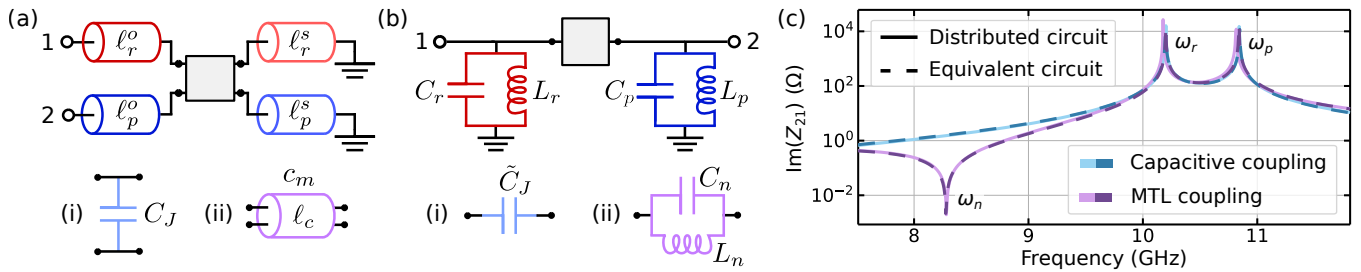 (a)
1
ℓ_r^o
ℓ_r^s
2
ℓ_p^o
ℓ_p^s
(i)
C_J
(ii)
c_m
ℓ_c
(b)
1
2
C_r
L_r
C_p
L_p
(i)
C̃_J
(ii)
C_n
L_n
(c)
Im(Z_21) (Ω)
10^4
10^2
10^0
10^−2
Distributed circuit
Equivalent circuit
ω_r
ω_p
ω_n
Capacitive coupling
MTL coupling
8
9
10
11
Frequency (GHz)